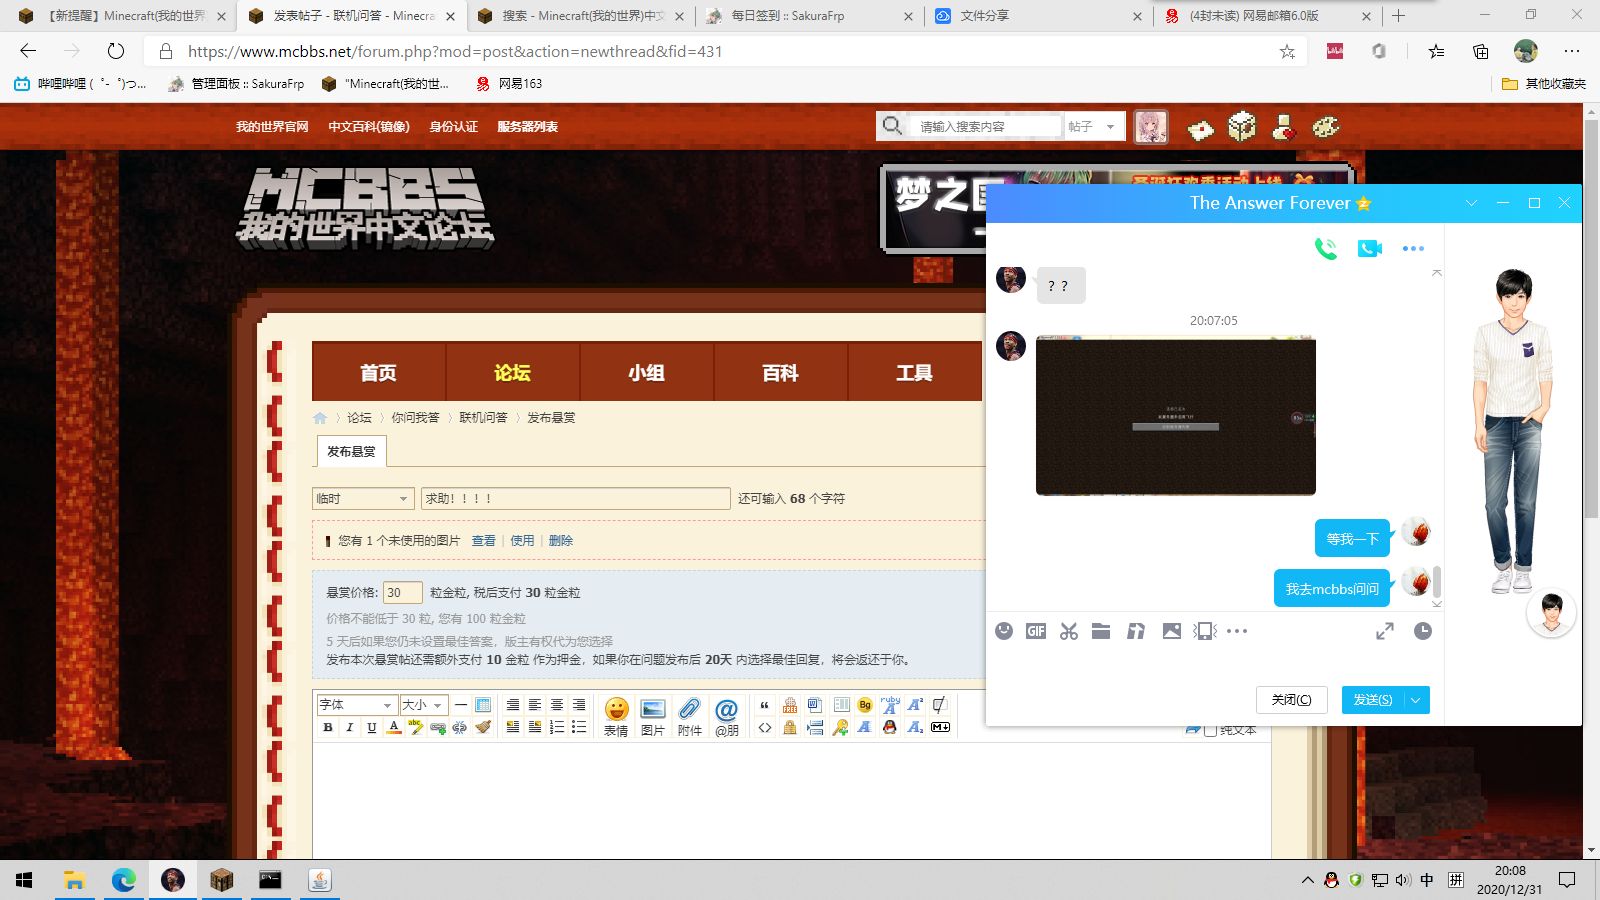 【新提醒】Minecraft(我的世界
发表帖子 - 联机问答 - Minecra
搜索 - Minecraft(我的世界)中文
每日签到 :: SakuraFrp
文件分享
(4封未读) 网易邮箱6.0版
https://www.mcbbs.net/forum.php?mod=post&action=newthread&fid=431
哔哩哔哩 ( ゜- ゜)つ...
管理面板 :: SakuraFrp
"Minecraft(我的世...
网易163
其他收藏夹
我的世界官网 中文百科(镜像) 身份认证 服务器列表
请输入搜索内容
帖子
MCBBS
我的世界中文论坛
梦之
圣诞狂欢季活动上线
首页 论坛 小组 百科 工具
论坛 〉 你问我答 〉 联机问答 〉 发布悬赏
发布悬赏
临时
求助！！！！
还可输入 68 个字符
您有 1 个未使用的图片 查看 | 使用 | 删除
悬赏价格: 30 粒金粒, 税后支付 30 粒金粒
价格不能低于 30 粒, 您有 100 粒金粒
5 天后如果您仍未设置最佳答案，版主有权代为您选择
发布本次悬赏帖还需额外支付 10 金粒 作为押金，如果你在问题发布后 20天 内选择最佳回复，将会返还于你。
字体
大小
B I U A
表情 图片 附件 @朋
纯文本
The Answer Forever
？？
20:07:05
等我一下
我去mcbbs问问
GIF
关闭(C)
发送(S)
中
拼
20:08
2020/12/31